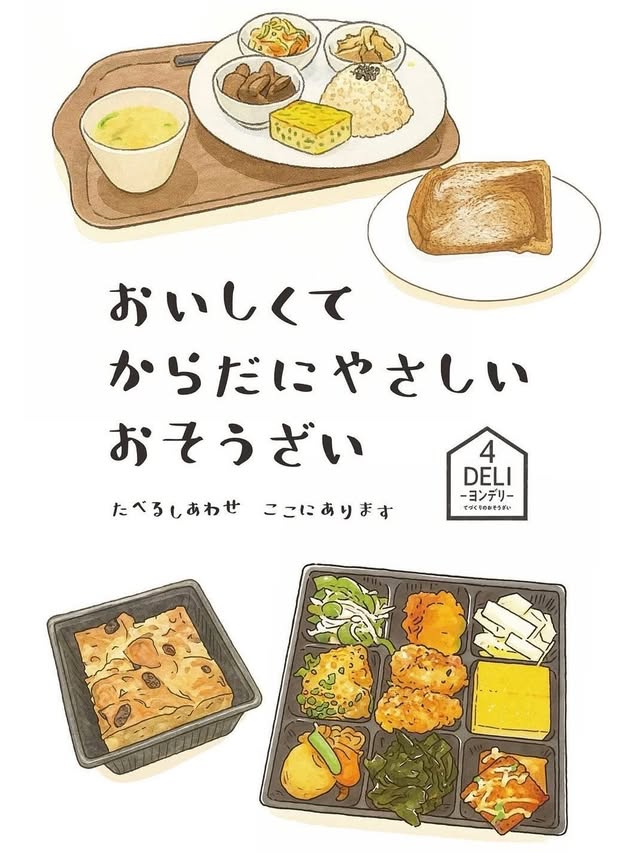 おいしくて
からだにやさしい
おそうざい
たべるしあわせ ここにあります
4
DELI
-ヨンデリ-
てづくりのおそうざい